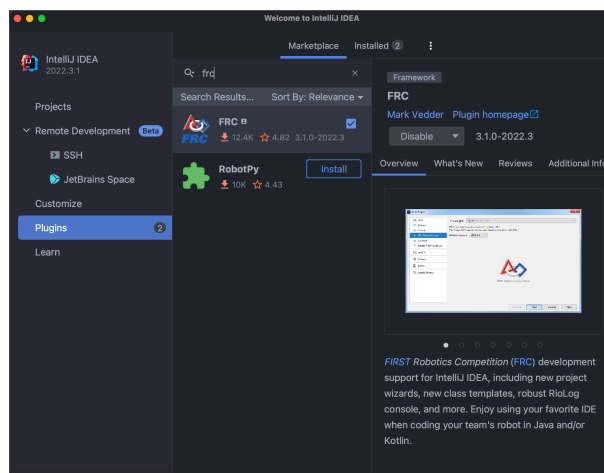 Welcome to IntelliJ IDEA
IntelliJ IDEA
2022.3.1
Projects
Remote Development Beta
SSH
JetBrains Space
Customize
Plugins 2
Learn
Marketplace Installed 2
frc
Search Results... Sort By: Relevance
FRC
12.4K 4.82 3.1.0-2022.3
FRC
RobotPy Install
10K 4.43
Framework
FRC
Mark Vedder Plugin homepage
Disable 3.1.0-2022.3
Overview What's New Reviews Additional Info
FIRST Robotics Competition (FRC) development
support for IntelliJ IDEA, including new project
wizards, new class templates, robust RioLog
console, and more. Enjoy using your favorite IDE
when coding your team's robot in Java and/or
Kotlin.